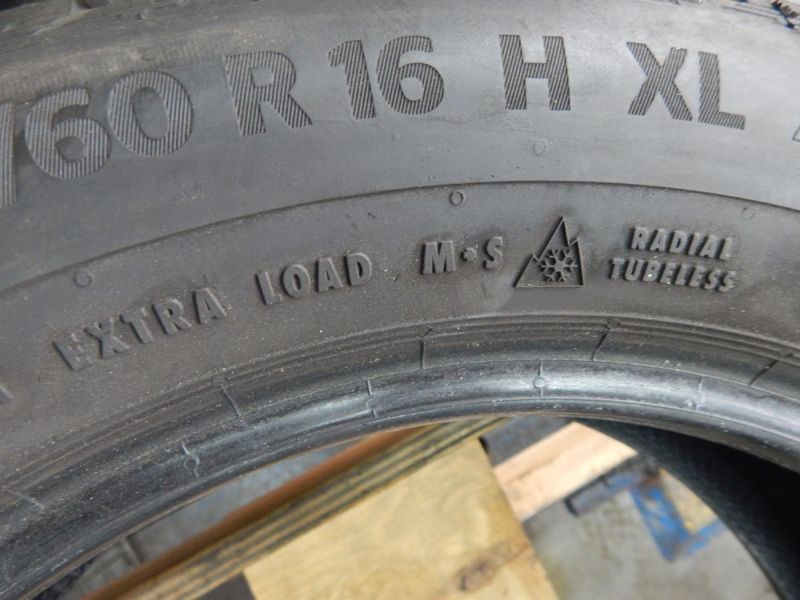 /60 R 16 H XL
EXTRA LOAD M•S RADIAL
TUBELESS